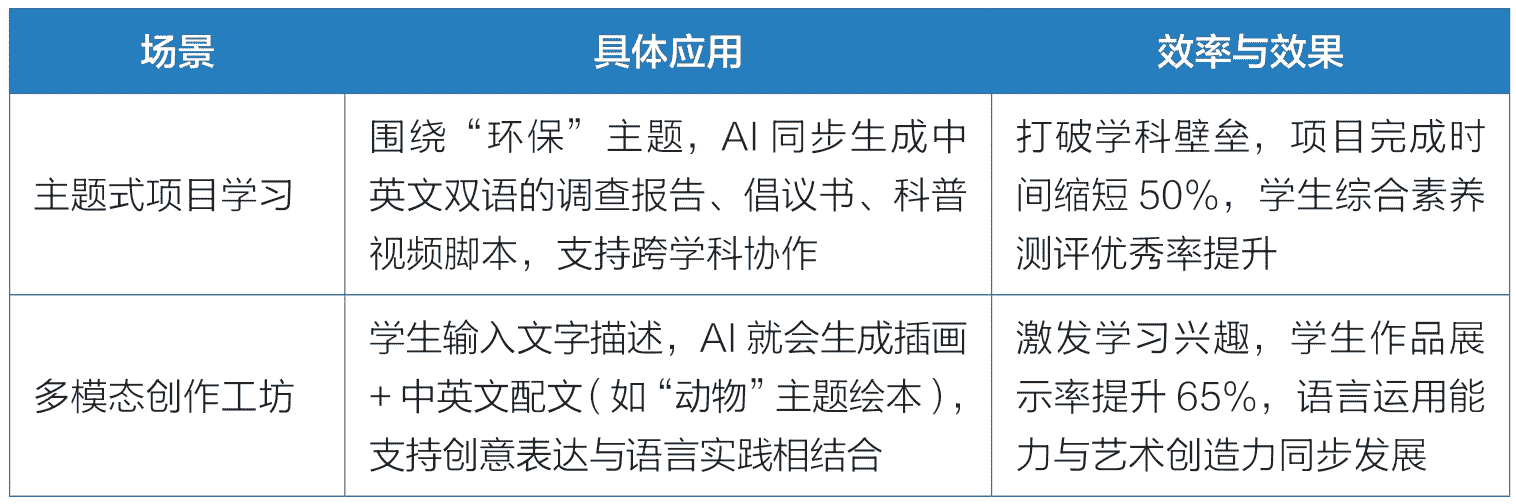 场景
具体应用
效率与效果
主题式项目学习
围绕“环保”主题，AI 同步生成中
英文双语的调查报告、倡议书、科普
视频脚本，支持跨学科协作
打破学科壁垒，项目完成时
间缩短 50%，学生综合素养
测评优秀率提升
多模态创作工坊
学生输入文字描述，AI 就会生成插画
+ 中英文配文（如“动物”主题绘本），
支持创意表达与语言实践相结合
激发学习兴趣，学生作品展
示率提升 65%，语言运用能
力与艺术创造力同步发展